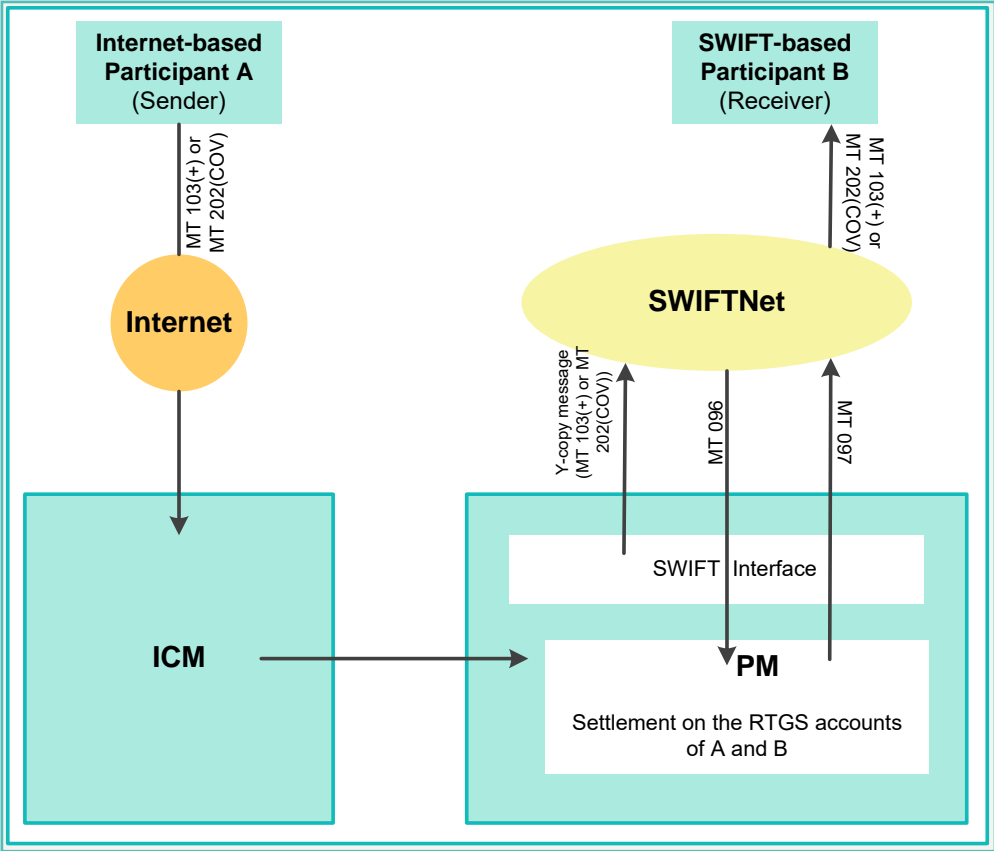 Internet-based
Participant A
(Sender)
SWIFT-based
Participant B
(Receiver)
MT 103(+) or
MT 202(COV)
MT 103(+) or
MT 202(COV)
Internet
SWIFTNet
Y-copy message
(MT 103(+) or MT
202(COV))
MT 096
MT 097
SWIFT Interface
ICM
PM
Settlement on the RTGS accounts
of A and B